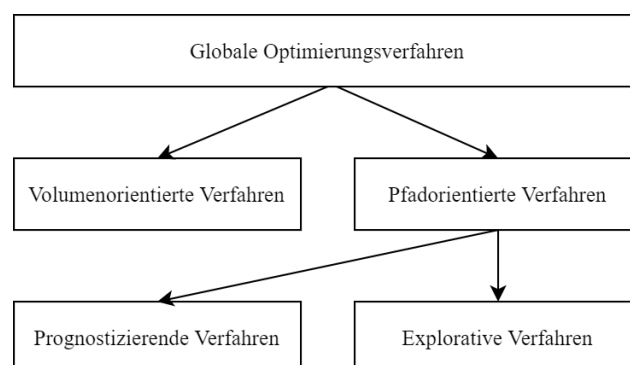 Globale Optimierungsverfahren
Volumenorientierte Verfahren
Pfadorientierte Verfahren
Prognostizierende Verfahren
Explorative Verfahren